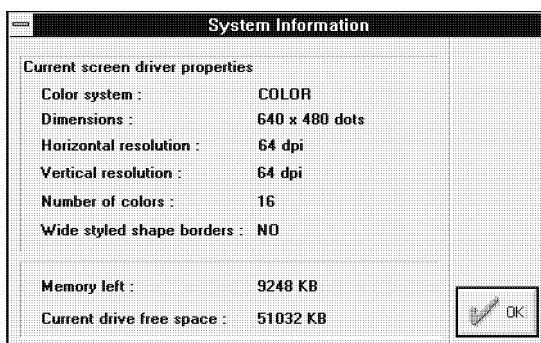 System Information
Current screen driver properties
Color system : COLOR
Dimensions : 640 x 480 dots
Horizontal resolution : 64 dpi
Vertical resolution : 64 dpi
Number of colors : 16
Wide styled shape borders : NO
Memory left : 9248 KB
Current drive free space : 51032 KB
OK